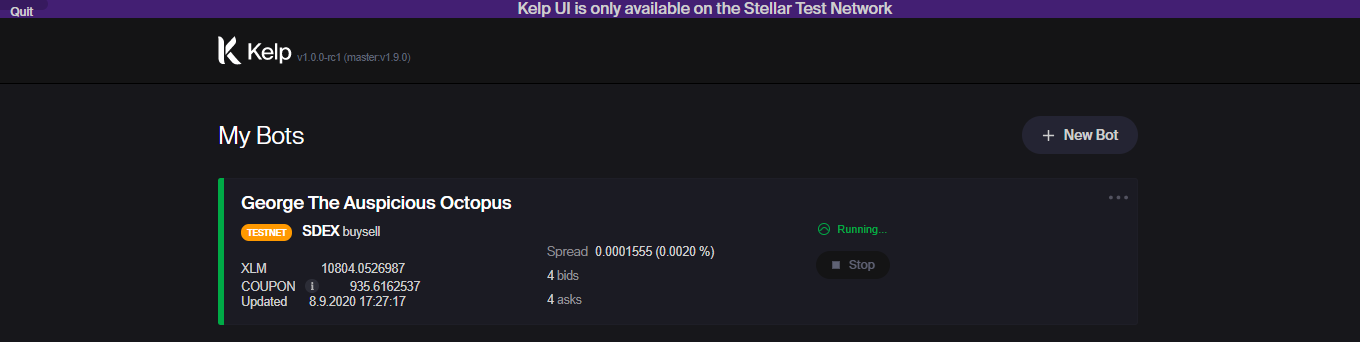 Quit
Kelp UI is only available on the Stellar Test Network
Kelp v1.0.0-rc1 (master:v1.9.0)
My Bots
+ New Bot
George The Auspicious Octopus
TESTNET SDEX buysell
Running...
Spread 0.0001555 (0.0020 %)
Stop
XLM 10804.0526987
4 bids
COUPON i 935.6162537
Updated 8.9.2020 17:27:17
4 asks